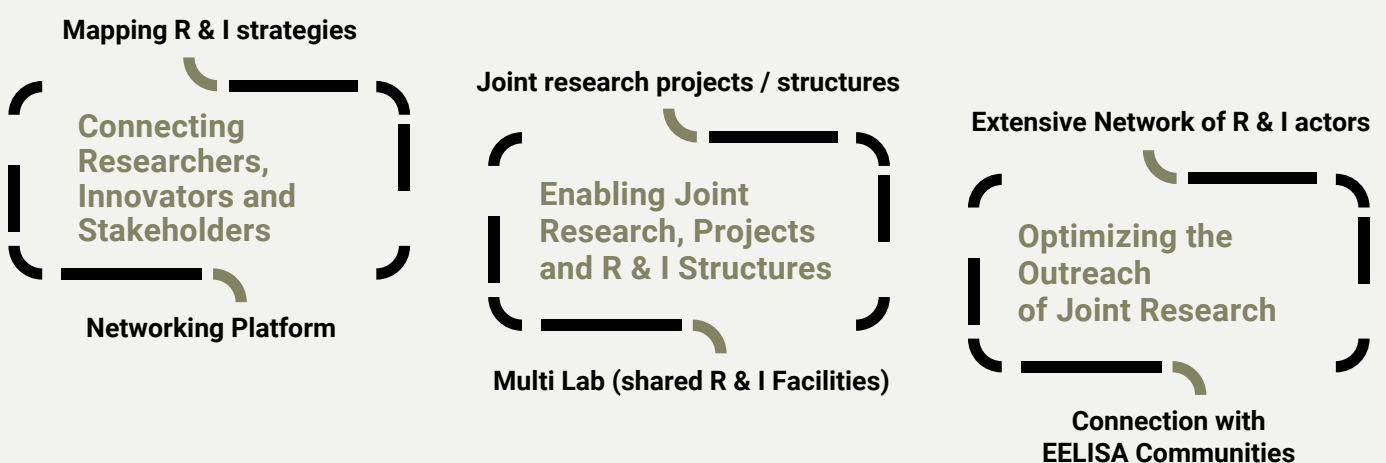 Mapping R & I strategies
Connecting
Researchers,
Innovators and
Stakeholders
Networking Platform
Joint research projects / structures
Enabling Joint
Research, Projects
and R & I Structures
Multi Lab (shared R & I Facilities)
Extensive Network of R & I actors
Optimizing the
Outreach
of Joint Research
Connection with
EELISA Communities